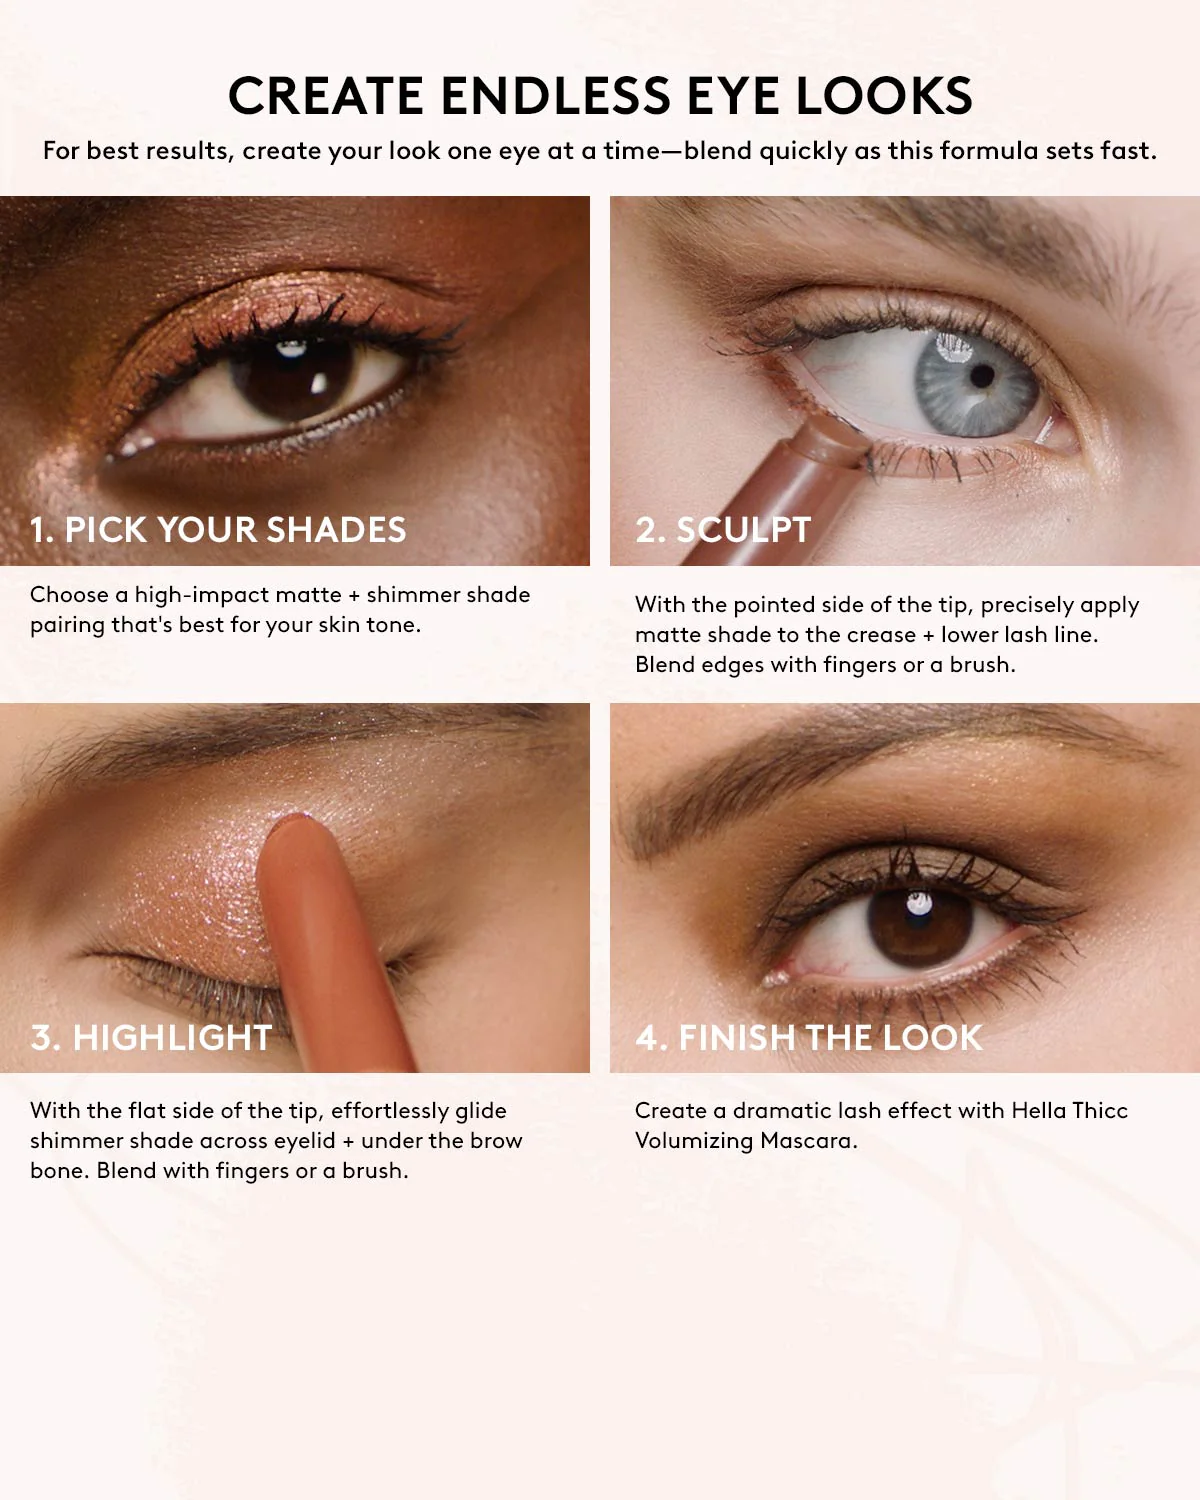 CREATE ENDLESS EYE LOOKS
For best results, create your look one eye at a time—blend quickly as this formula sets fast.
1. PICK YOUR SHADES
Choose a high-impact matte + shimmer shade
pairing that's best for your skin tone.
2. SCULPT
With the pointed side of the tip, precisely apply
matte shade to the crease + lower lash line.
Blend edges with fingers or a brush.
3. HIGHLIGHT
With the flat side of the tip, effortlessly glide
shimmer shade across eyelid + under the brow
bone. Blend with fingers or a brush.
4. FINISH THE LOOK
Create a dramatic lash effect with Hella Thicc
Volumizing Mascara.